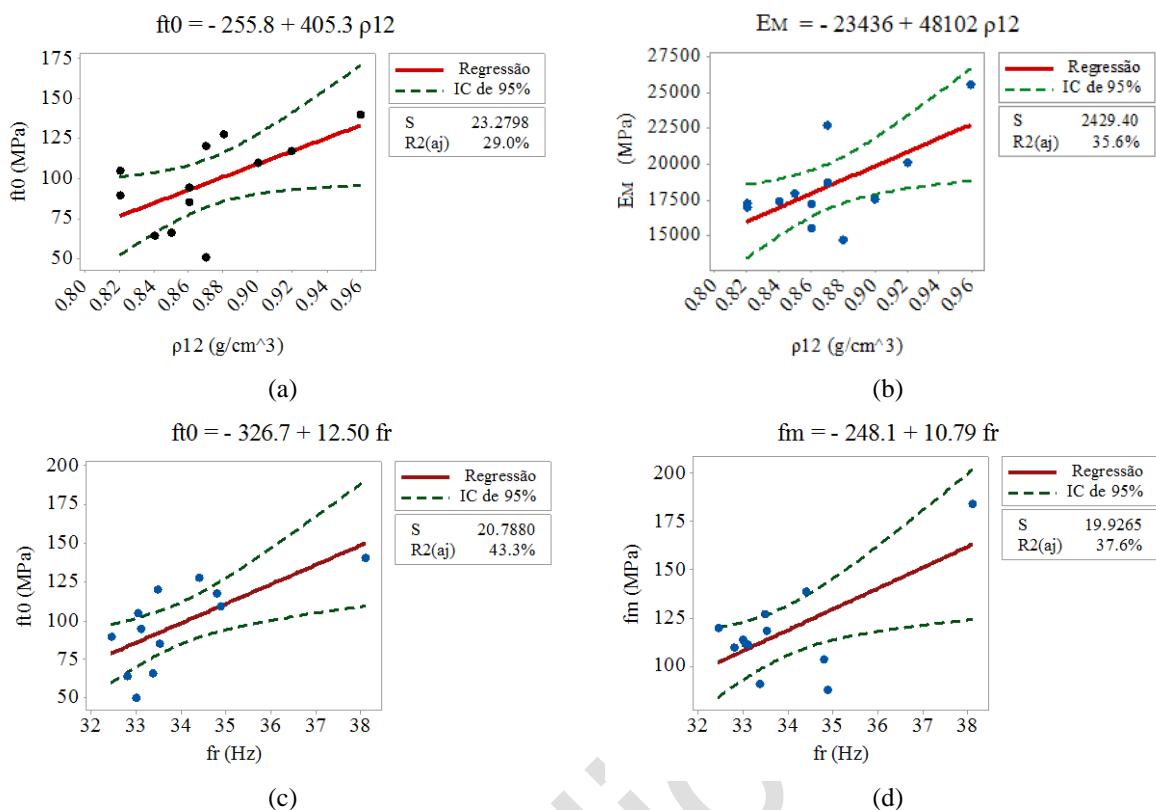 ft0 = - 255.8 + 405.3 ρ12
175
150
125
100
75
50
ft0 (MPa)
0.80
0.82
0.84
0.86
0.88
0.90
0.92
0.94
0.96
ρ12 (g/cm^3)
Regressão
IC de 95%
S 23.2798
R2(aj) 29.0%
(a)
EM = - 23436 + 48102 ρ12
27500
25000
22500
20000
17500
15000
EM (MPa)
0.80
0.82
0.84
0.86
0.88
0.90
0.92
0.94
0.96
ρ12 (g/cm^3)
Regressão
IC de 95%
S 2429.40
R2(aj) 35.6%
(b)
ft0 = - 326.7 + 12.50 fr
200
175
150
125
100
75
50
ft0 (MPa)
32 33 34 35 36 37 38
fr (Hz)
Regressão
IC de 95%
S 20.7880
R2(aj) 43.3%
(c)
fm = - 248.1 + 10.79 fr
200
150
100
fm (MPa)
32 33 34 35 36 37 38
fr (Hz)
Regressão
IC de 95%
S 19.9265
R2(aj) 37.6%
(d)